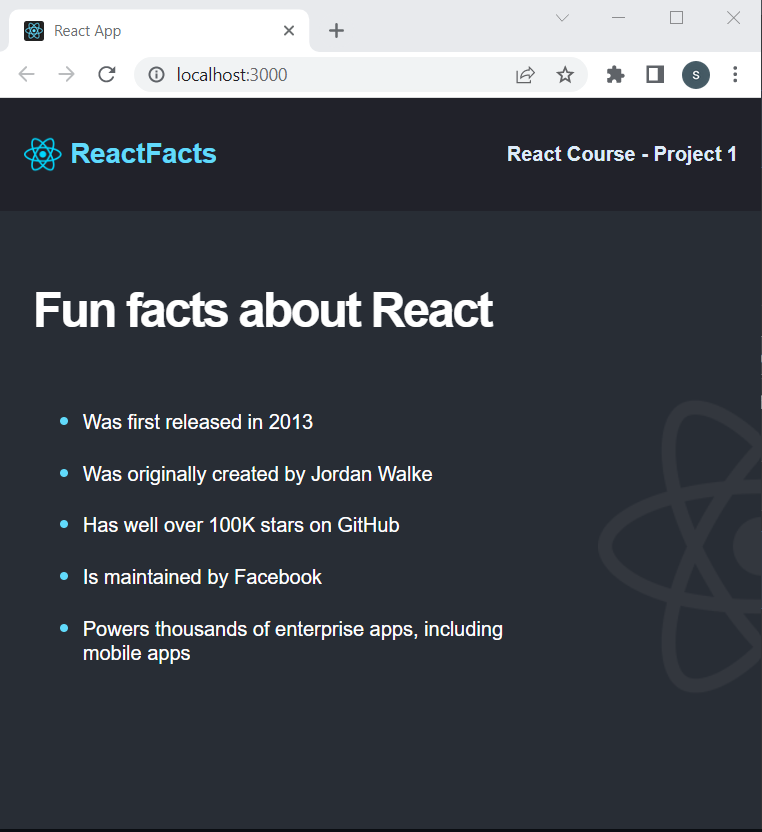 React App
localhost:3000
S
ReactFacts
React Course - Project 1
Fun facts about React
Was first released in 2013
Was originally created by Jordan Walke
Has well over 100K stars on GitHub
Is maintained by Facebook
Powers thousands of enterprise apps, including
mobile apps